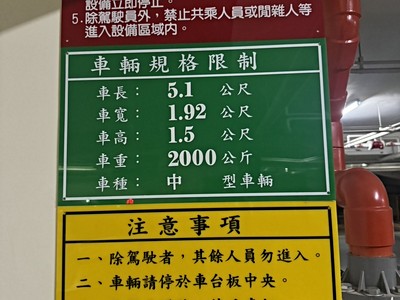 設備立即停止。
5.除駕駛員外，禁止共乘人員或閒雜人等
進入設備區域內。
車輛規格限制
車長： 5.1 公尺
車寬： 1.92 公尺
車高： 1.5 公尺
車重： 2000 公斤
車種： 中 型車輛
注意事項
一、除駕駛者，其餘人員勿進入。
二、車輛請停於車台板中央。